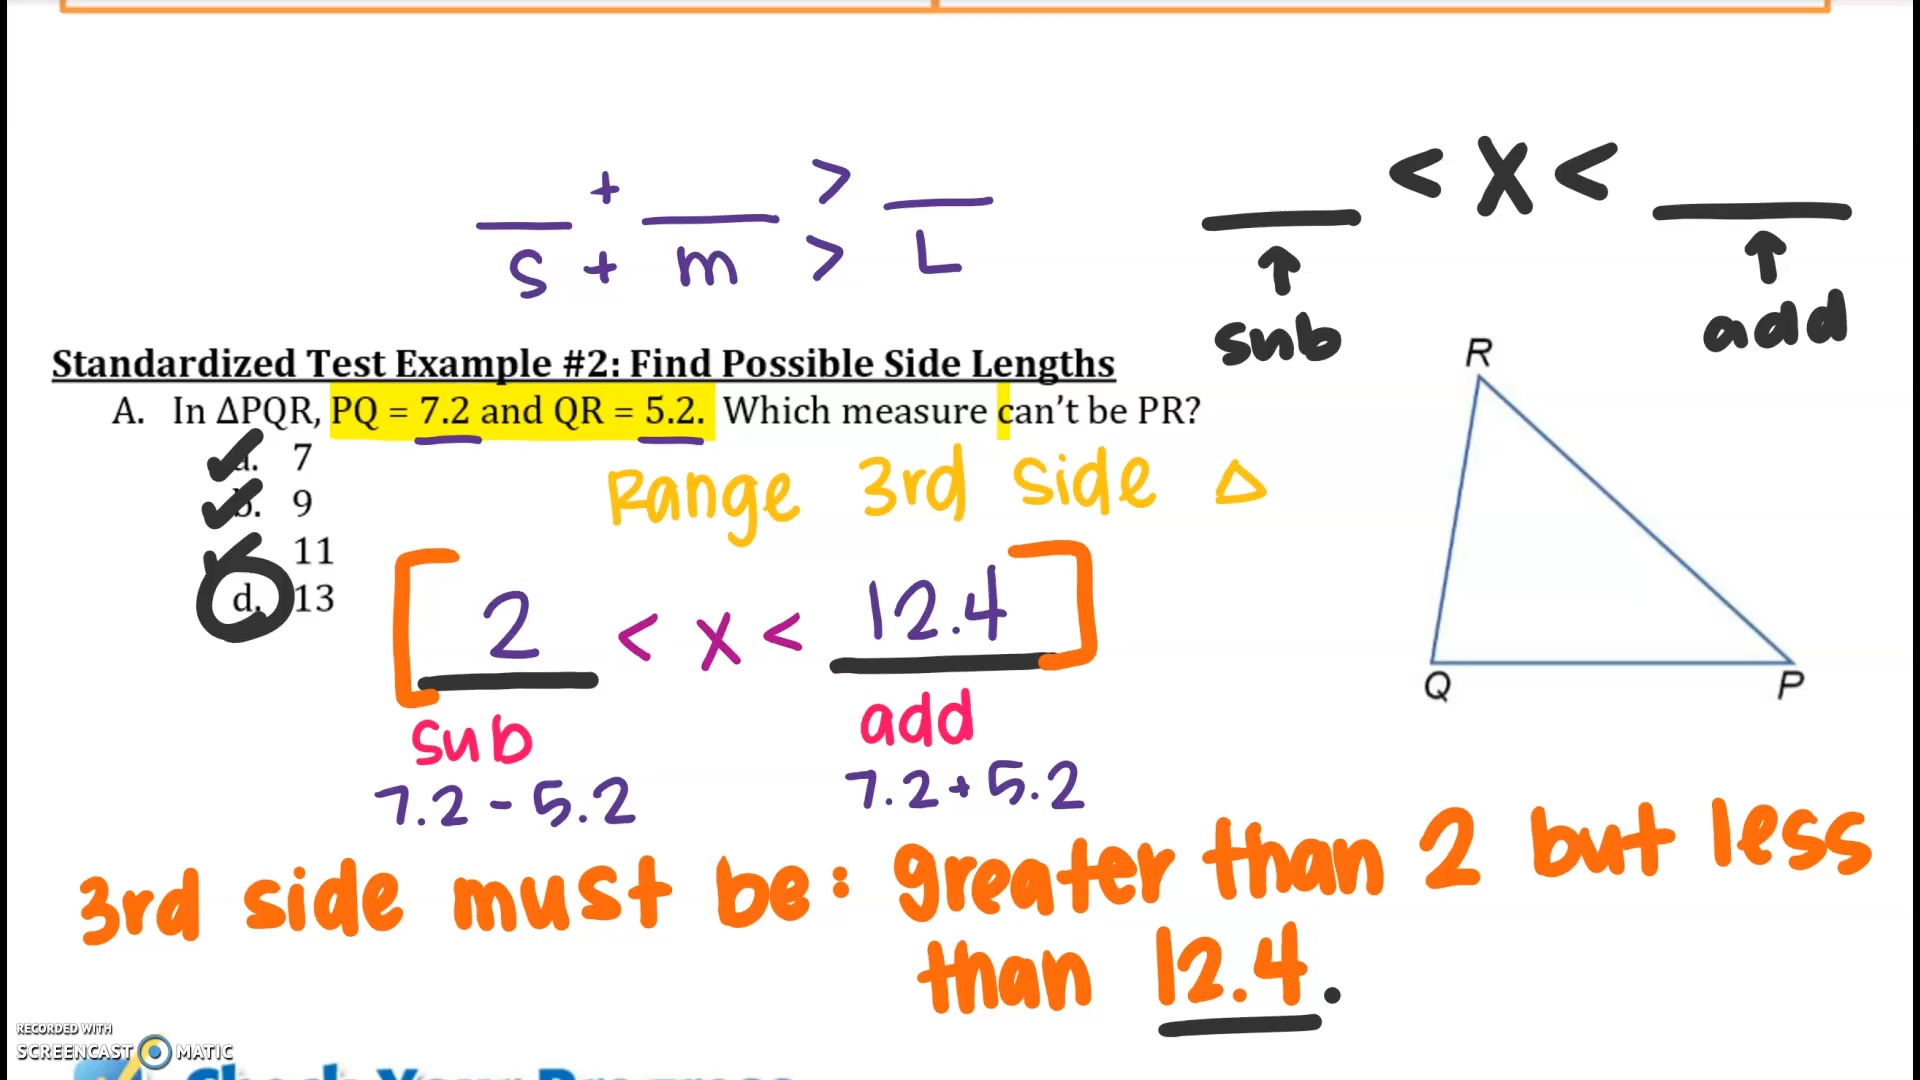 + >
s + m > L
< x <
sub add
Standardized Test Example #2: Find Possible Side Lengths
A. In ΔPQR, PQ = 7.2 and QR = 5.2. Which measure can't be PR?
a. 7
b. 9
11
d. 13
Range 3rd side Δ
[2 < x < 12.4]
sub add
7.2 - 5.2 7.2 + 5.2
3rd side must be: greater than 2 but less
than 12.4.
R
Q P
RECORDED WITH
SCREENCAST MATIC
Check Your Progress